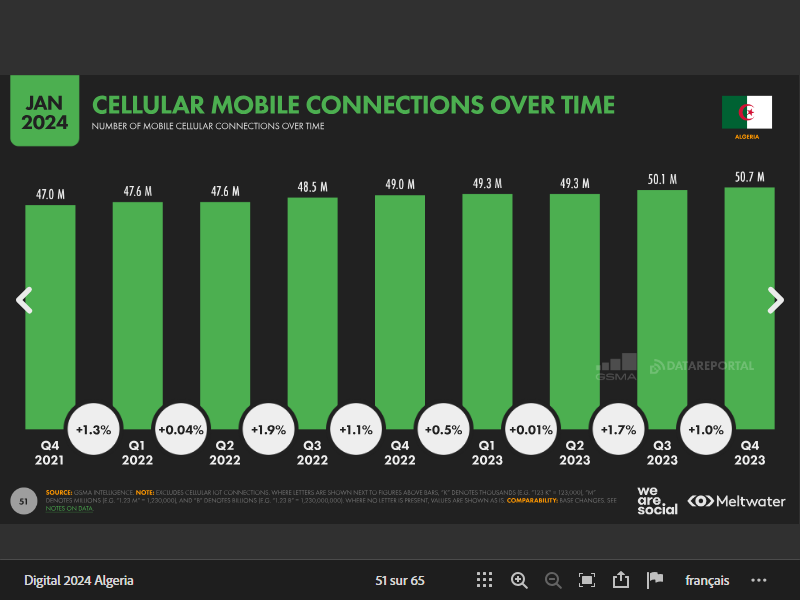 JAN
2024
CELLULAR MOBILE CONNECTIONS OVER TIME
NUMBER OF MOBILE CELLULAR CONNECTIONS OVER TIME
ALGERIA
47.0 M
47.6 M
47.6 M
48.5 M
49.0 M
49.3 M
49.3 M
50.1 M
50.7 M
GSMA
DATAREPORTAL
+1.3%
+0.04%
+1.9%
+1.1%
+0.5%
+0.01%
+1.7%
+1.0%
Q4
2021
Q1
2022
Q2
2022
Q3
2022
Q4
2022
Q1
2023
Q2
2023
Q3
2023
Q4
2023
51
SOURCE: GSMA INTELLIGENCE. NOTE: EXCLUDES CELLULAR IOT CONNECTIONS. WHERE LETTERS ARE SHOWN NEXT TO FIGURES ABOVE BARS, "K" DENOTES THOUSANDS (E.G. "123 K" = 123,000), "M"
DENOTES MILLIONS (E.G. "1.23 M" = 1,230,000), AND "B" DENOTES BILLIONS (E.G. "1.23 B" = 1,230,000,000). WHERE NO LETTER IS PRESENT, VALUES ARE SHOWN AS IS. COMPARABILITY: BASE CHANGES. SEE
NOTES ON DATA.
we
are.
social
Meltwater
Digital 2024 Algeria
51 sur 65
français